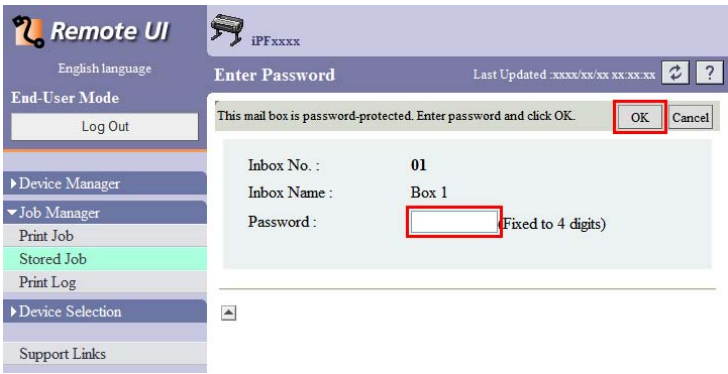 Remote UI
English language
End-User Mode
Log Out
Device Manager
Job Manager
Print Job
Stored Job
Print Log
Device Selection
Support Links
iPFxxxx
Enter Password
Last Updated :xxxx/xx/xx xx:xx:xx
?
This mail box is password-protected. Enter password and click OK.
OK
Cancel
Inbox No. : 01
Inbox Name : Box 1
Password : (Fixed to 4 digits)